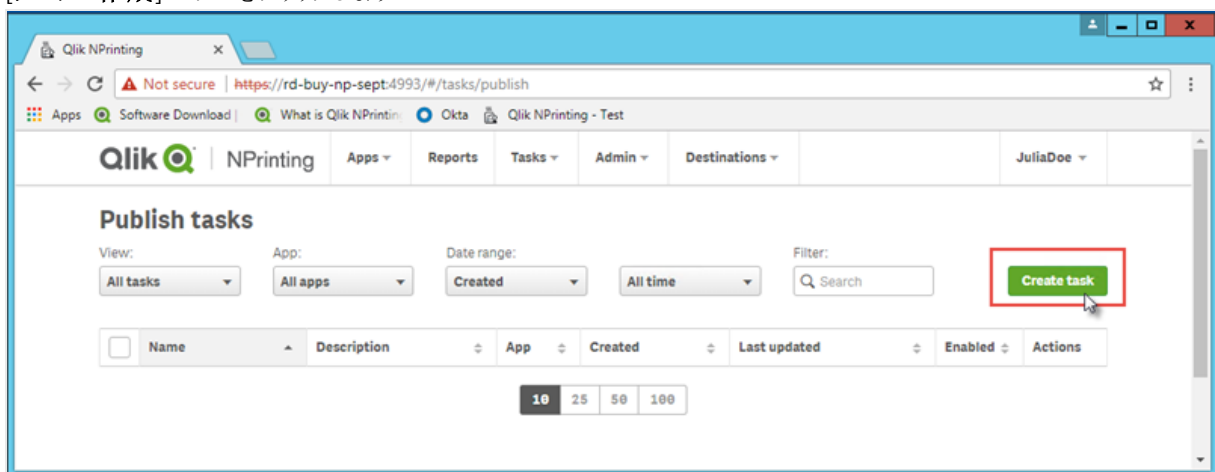 Qlik NPrinting
Not secure | https://rd-buy-np-sept:4993/#/tasks/publish
Apps Software Download | What is Qlik NPrintin Okta Qlik NPrinting - Test
Qlik NPrinting Apps Reports Tasks Admin Destinations JuliaDoe
Publish tasks
View: App: Date range: Filter:
All tasks All apps Created All time Search Create task
Name Description App Created Last updated Enabled Actions
10 25 50 100